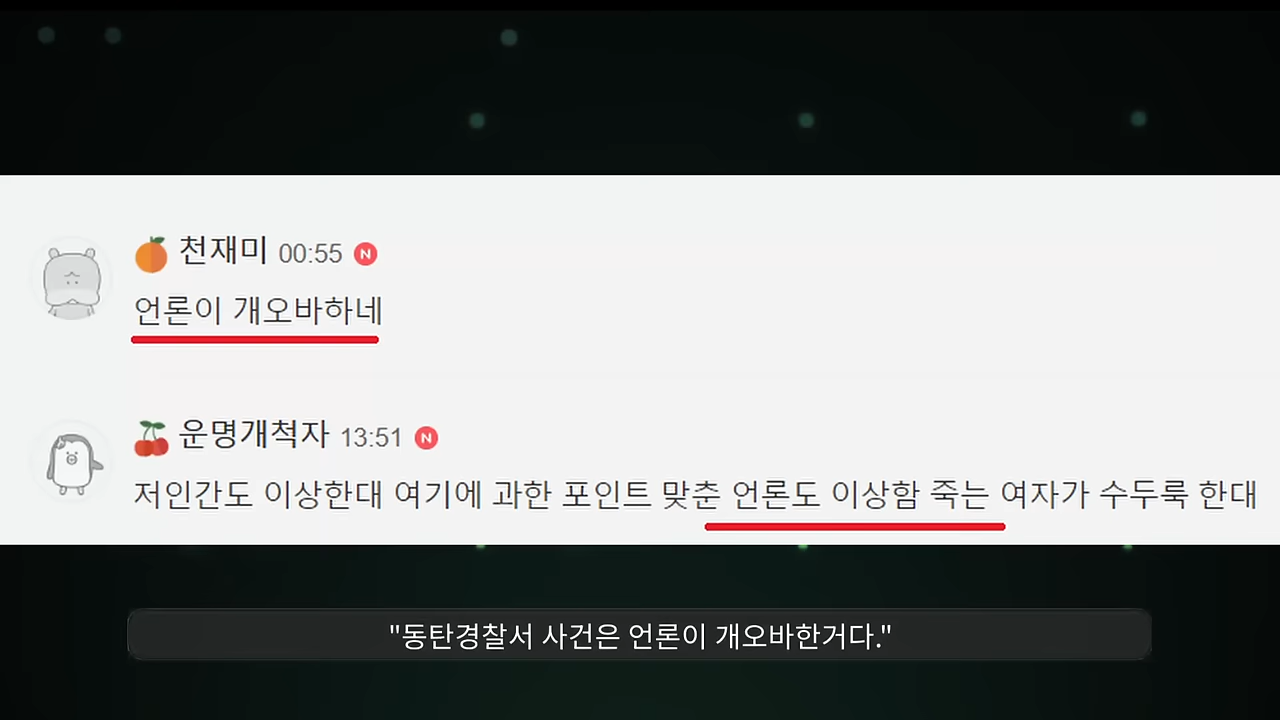 천재미 00:55 N
언론이 개오바하네
운명개척자 13:51 N
저인간도 이상한대 여기에 과한 포인트 맞춘 언론도 이상함 죽는 여자가 수두룩 한대
"동탄경찰서 사건은 언론이 개오바한거다."